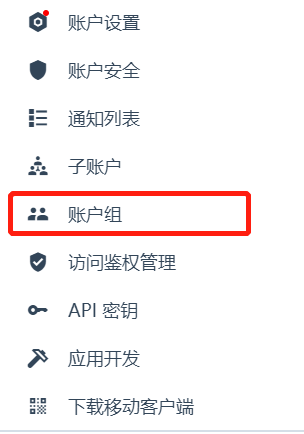 账户设置
账户安全
通知列表
子账户
账户组
访问鉴权管理
API 密钥
应用开发
下载移动客户端